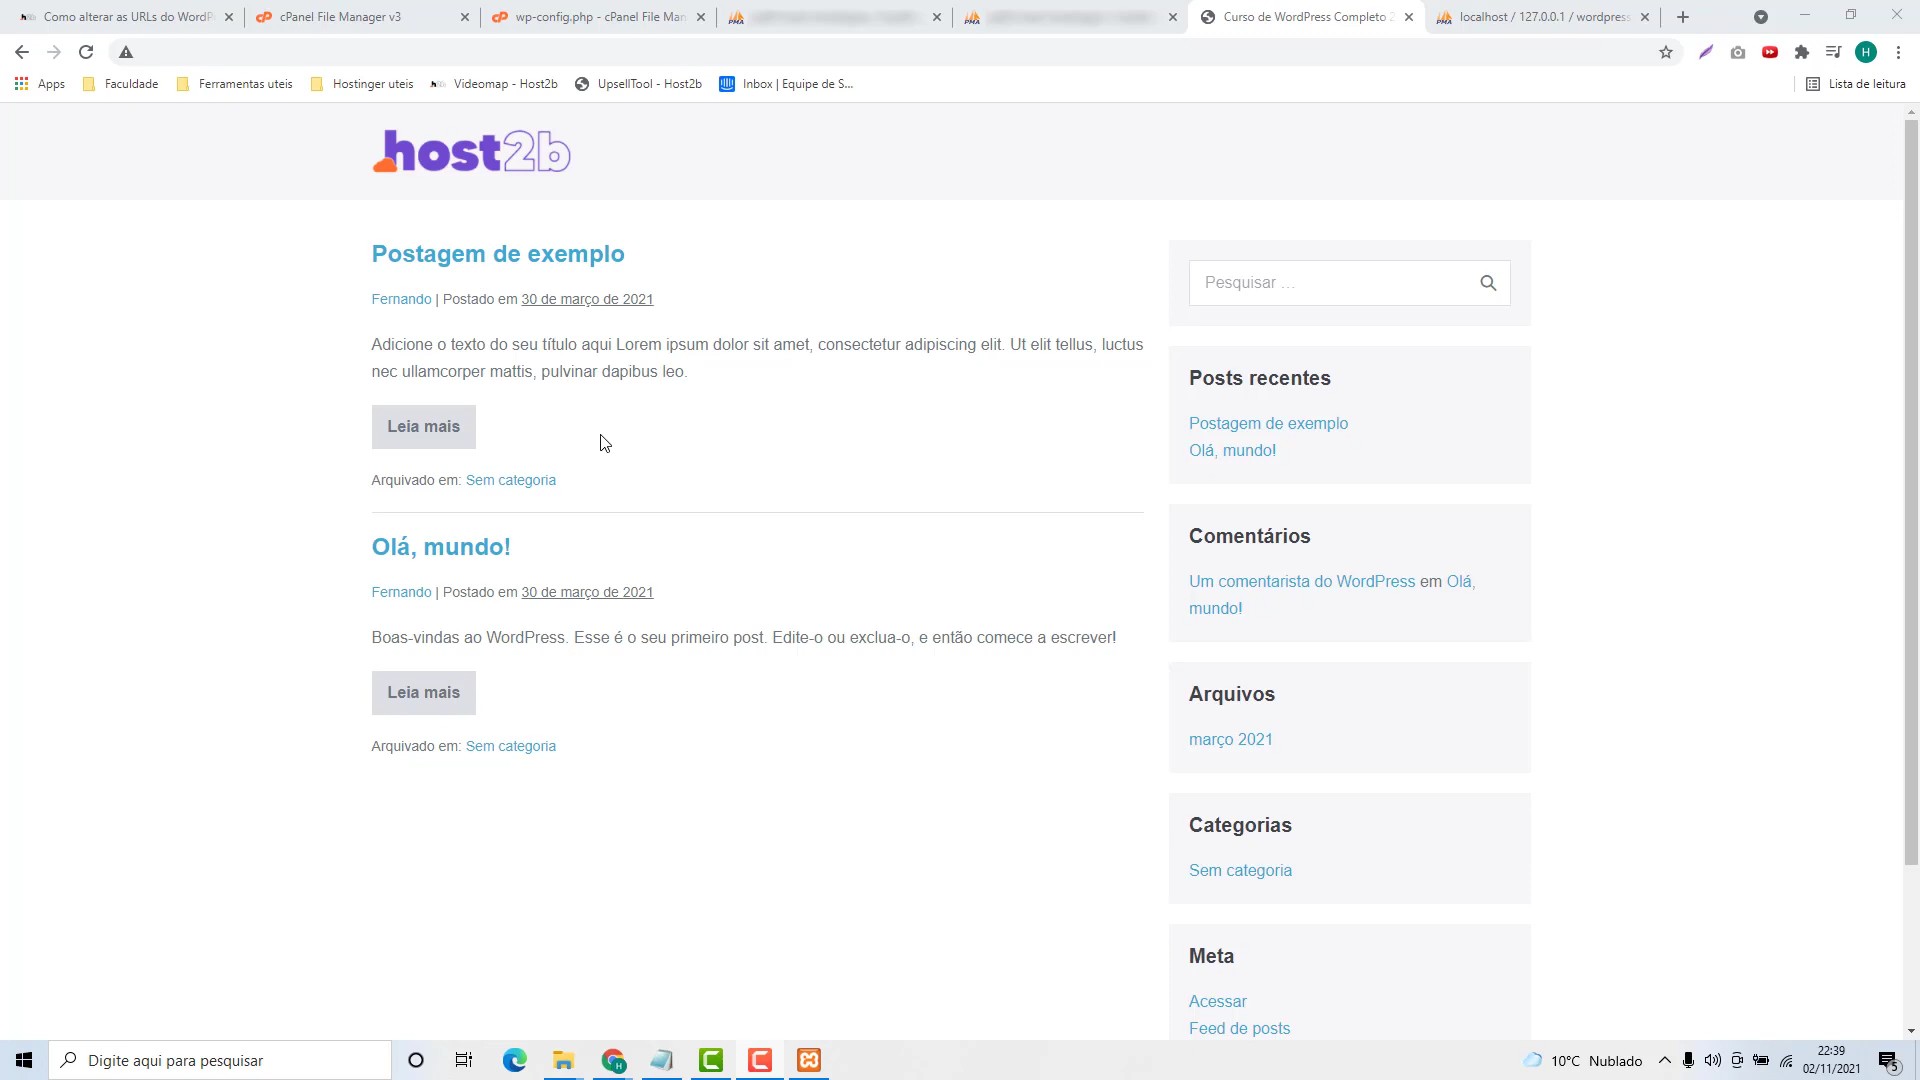 Como alterar as URLs do WordP
cPanel File Manager v3
wp-config.php - cPanel File Man
Curso de WordPress Completo 2
localhost / 127.0.0.1 / wordpress
H
Apps
Faculdade
Ferramentas uteis
Hostinger uteis
Videomap - Host2b
UpsellTool - Host2b
Inbox | Equipe de S...
Lista de leitura
host2b
Postagem de exemplo
Fernando | Postado em 30 de março de 2021
Adicione o texto do seu título aqui Lorem ipsum dolor sit amet, consectetur adipiscing elit. Ut elit tellus, luctus
nec ullamcorper mattis, pulvinar dapibus leo.
Leia mais
Arquivado em: Sem categoria
Olá, mundo!
Fernando | Postado em 30 de março de 2021
Boas-vindas ao WordPress. Esse é o seu primeiro post. Edite-o ou exclua-o, e então comece a escrever!
Leia mais
Arquivado em: Sem categoria
Pesquisar ...
Posts recentes
Postagem de exemplo
Olá, mundo!
Comentários
Um comentarista do WordPress em Olá,
mundo!
Arquivos
março 2021
Categorias
Sem categoria
Meta
Acessar
Feed de posts
Digite aqui para pesquisar
10°C Nublado
22:39
02/11/2021
5